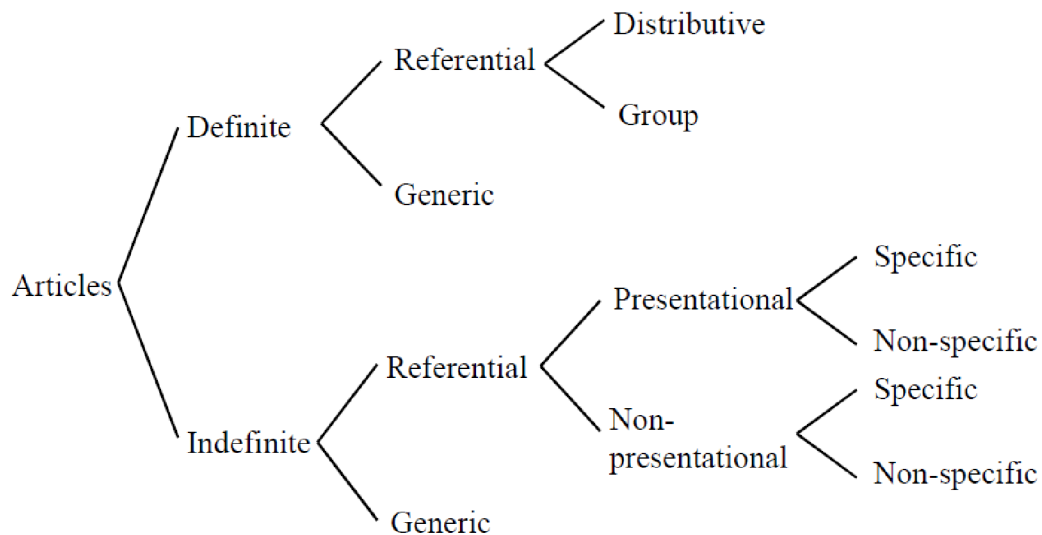 Distributive
Referential
Group
Definite
Generic
Specific
Articles
Presentational
Non-specific
Referential
Specific
Non-
presentational
Indefinite
Non-specific
Generic